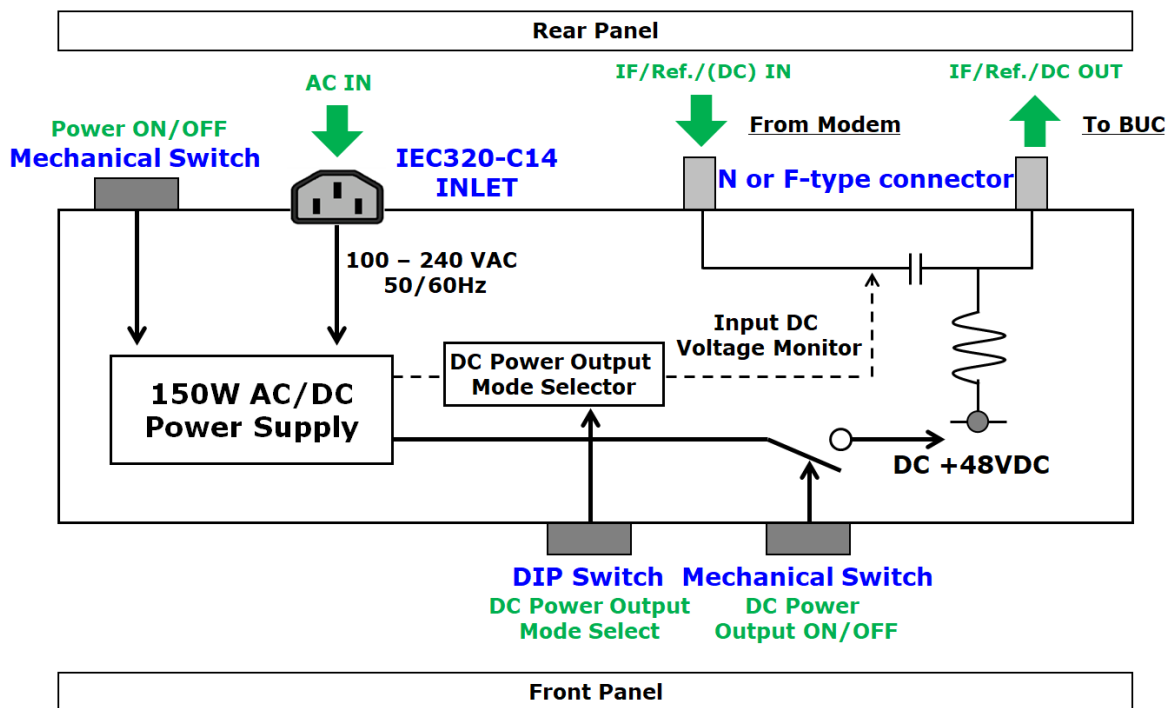 Rear Panel
AC IN
IF/Ref./(DC) IN
IF/Ref./DC OUT
Power ON/OFF
Mechanical Switch
IEC320-C14
INLET
From Modem
To BUC
N or F-type connector
100 – 240 VAC
50/60Hz
Input DC
Voltage Monitor
DC Power Output
Mode Selector
150W AC/DC
Power Supply
DC +48VDC
DIP Switch
DC Power Output
Mode Select
Mechanical Switch
DC Power
Output ON/OFF
Front Panel